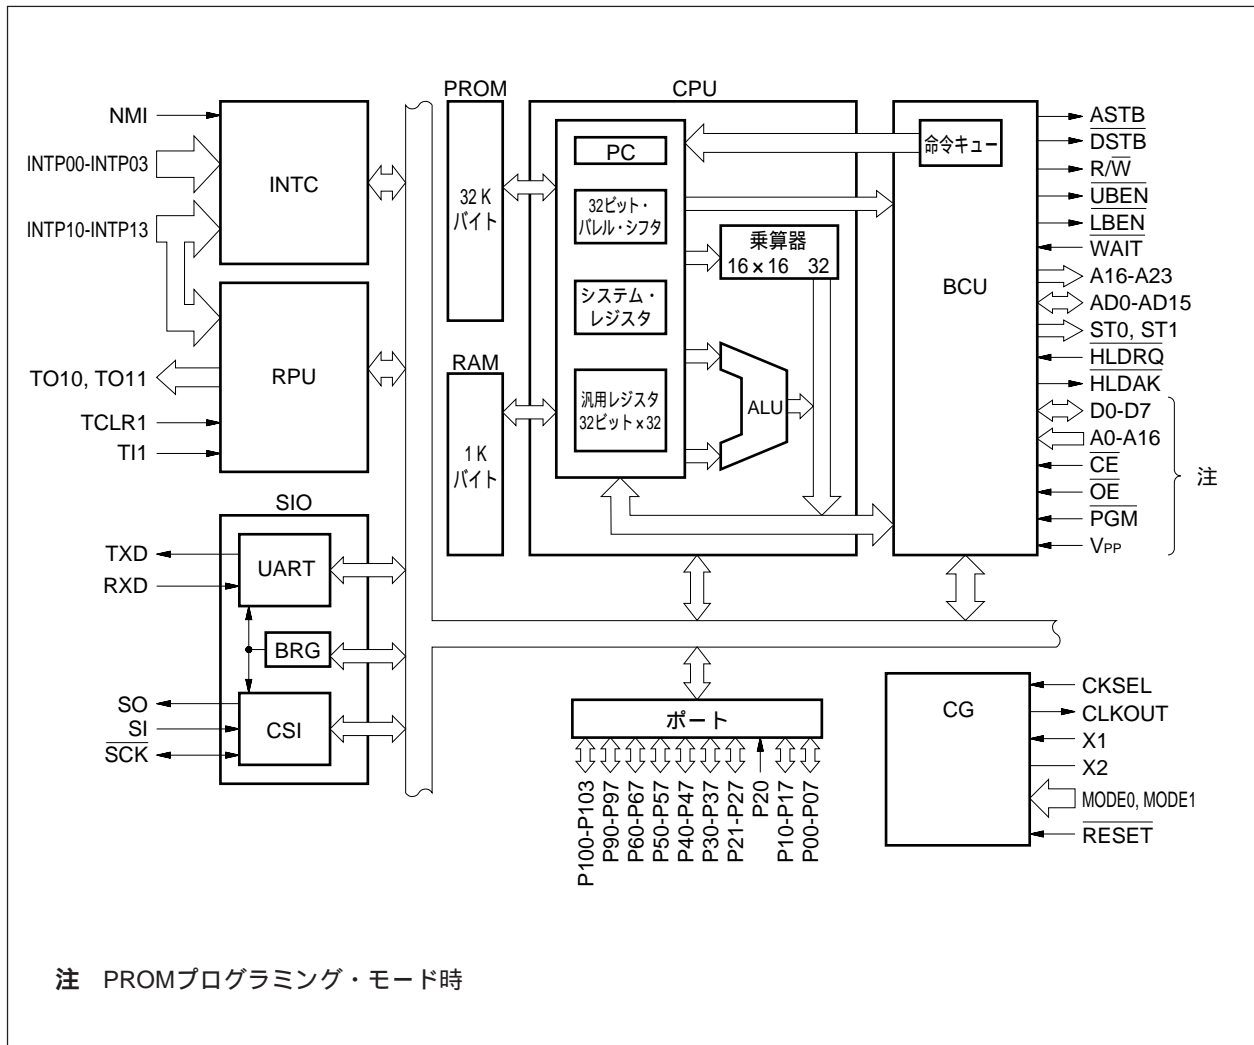 NMI
INTP00-INTP03
INTP10-INTP13
INTC
TO10, TO11
TCLR1
TI1
RPU
SIO
TXD
RXD
UART
BRG
SO
SI
SCK
CSI
PROM
32K
バイト
RAM
1K
バイト
CPU
PC
32ビット・
バレル・シフタ
システム・
レジスタ
汎用レジスタ
32ビット×32
乗算器
16×16 32
ALU
命令キュー
BCU
ASTB
DSTB
R/W
UBEN
LBEN
WAIT
A16-A23
AD0-AD15
ST0, ST1
HLDRQ
HLDAK
D0-D7
A0-A16
CE
OE
PGM
VPP
注
ポート
P100-P103
P90-P97
P60-P67
P50-P57
P40-P47
P30-P37
P21-P27
P20
P10-P17
P00-P07
CG
CKSEL
CLKOUT
X1
X2
MODE0, MODE1
RESET
注 PROMプログラミング・モード時